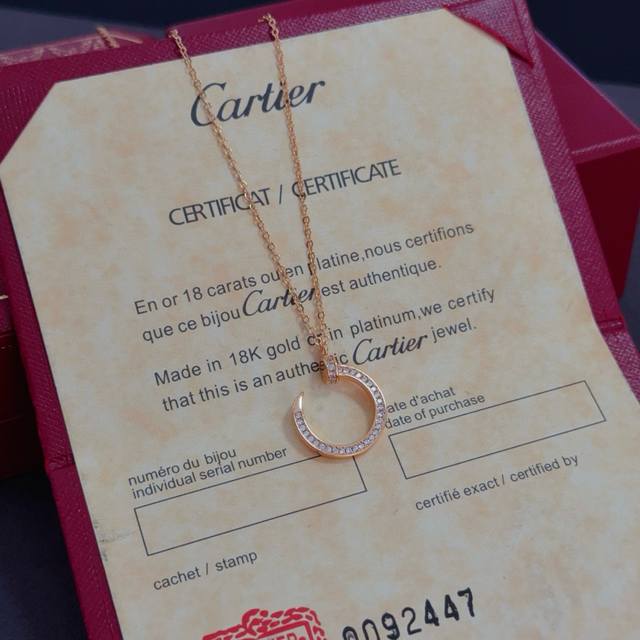 Cartier
CERTIFICAT / CERTIFICATE
En or 18 carats ou en platine,nous certifions
que ce bijou Cartier est authentique.
Made in 18K gold or in platinum,we certify
that this is an authentic Cartier jewel.
date d'achat
date of purchase
numéro du bijou
individual serial number
certifié exact / certified by
cachet / stamp
0092447